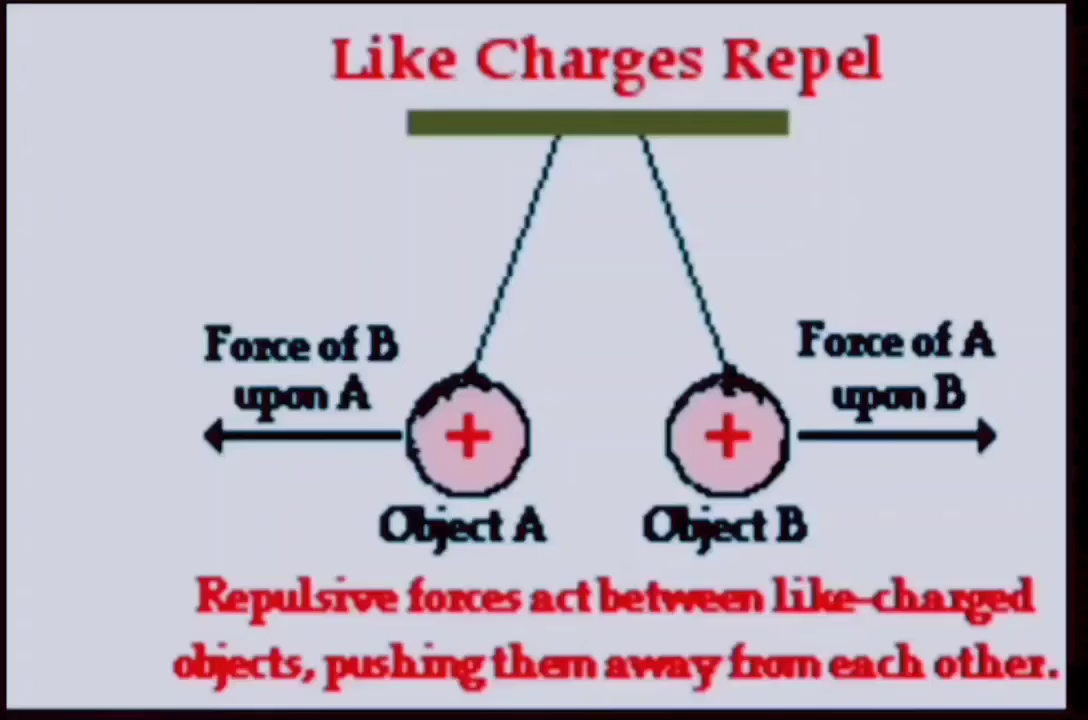 Like Charges Repel
Force of B
upon A
Force of A
upon B
+
+
Object A
Object B
Repulsive forces act between like-charged
objects, pushing them away from each other.